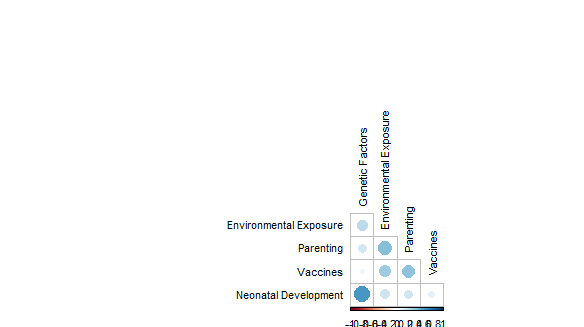 Genetic Factors
Environmental Exposure
Parenting
Vaccines
Environmental Exposure
Parenting
Vaccines
Neonatal Development